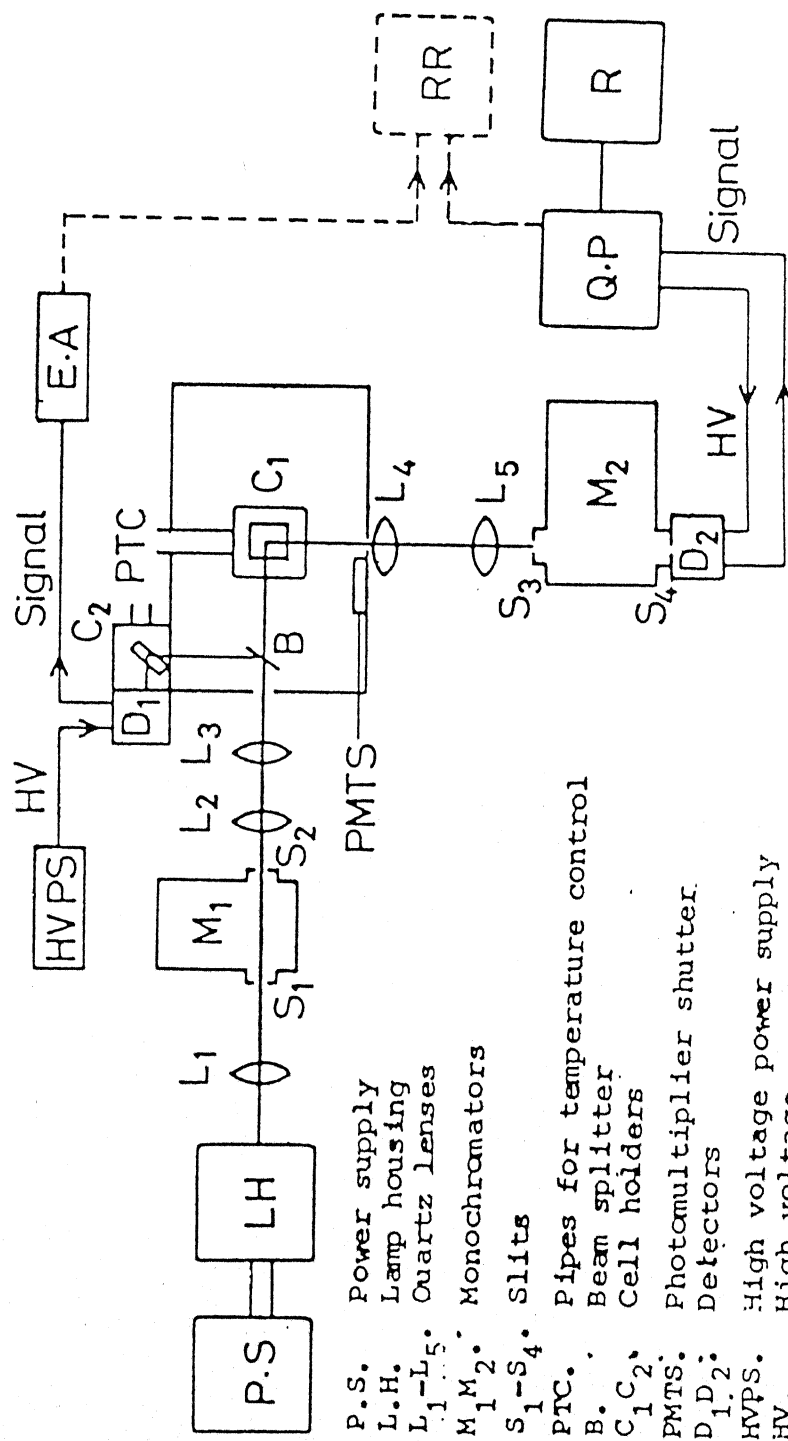 HVPS
HV
Signal
E.A
RR
R
D1
C2
PTC
C1
B
P.S
LH
L1
S1
M1
S2
L2
L3
PMTS
L4
L5
S3
M2
S4
D2
HV
Signal
Q.P
P.S. Power supply
L.H. Lamp housing
L1-L5. Quartz lenses
M1M2. Monochromators
S1-S4. Slits
PTC. Pipes for temperature control
B. Beam splitter
C1C2. Cell holders
PMTS. Photomultiplier shutter
D1D2. Detectors
HVPS. High voltage power supply
HV. High voltage